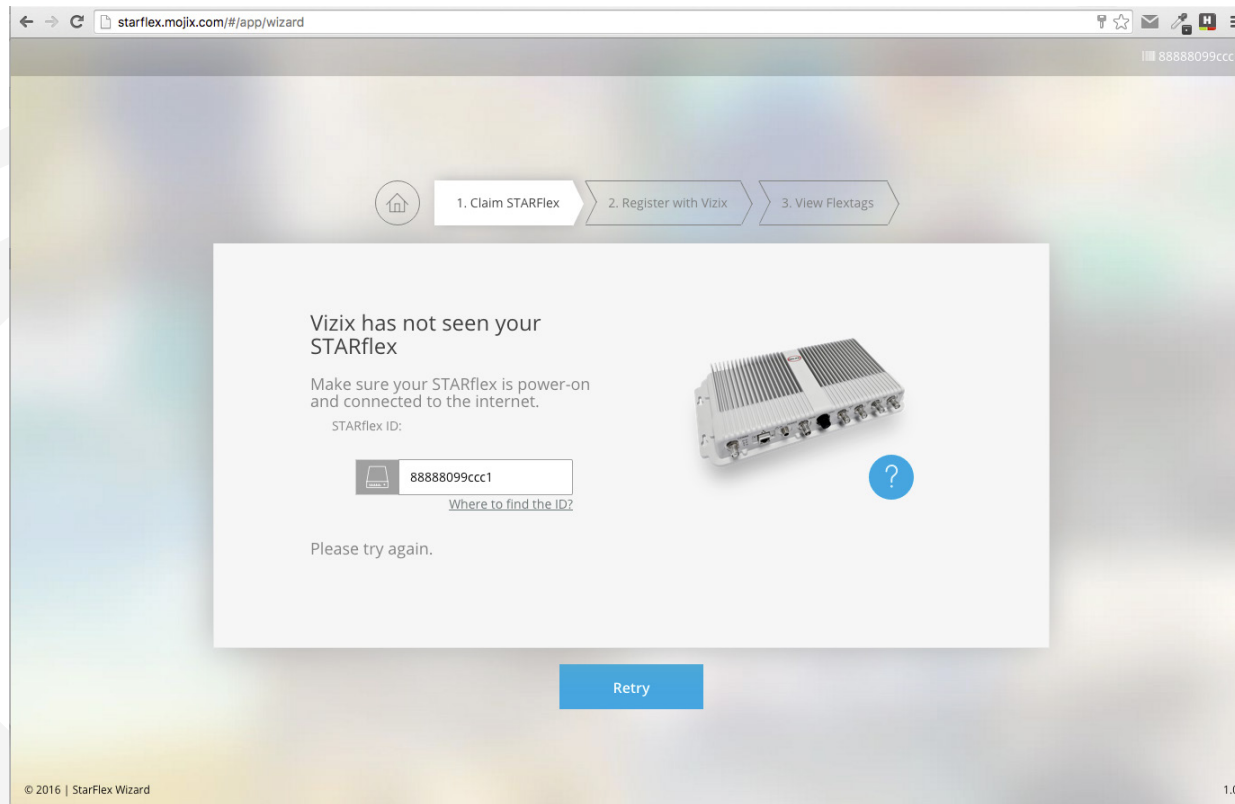 starflex.mojix.com/#/app/wizard
88888099ccc1
1. Claim STARFlex
2. Register with Vizix
3. View Flextags
Vizix has not seen your
STARflex
Make sure your STARflex is power-on
and connected to the internet.
STARflex ID:
88888099ccc1
Where to find the ID?
?
Please try again.
Retry
© 2016 | StarFlex Wizard
1.0